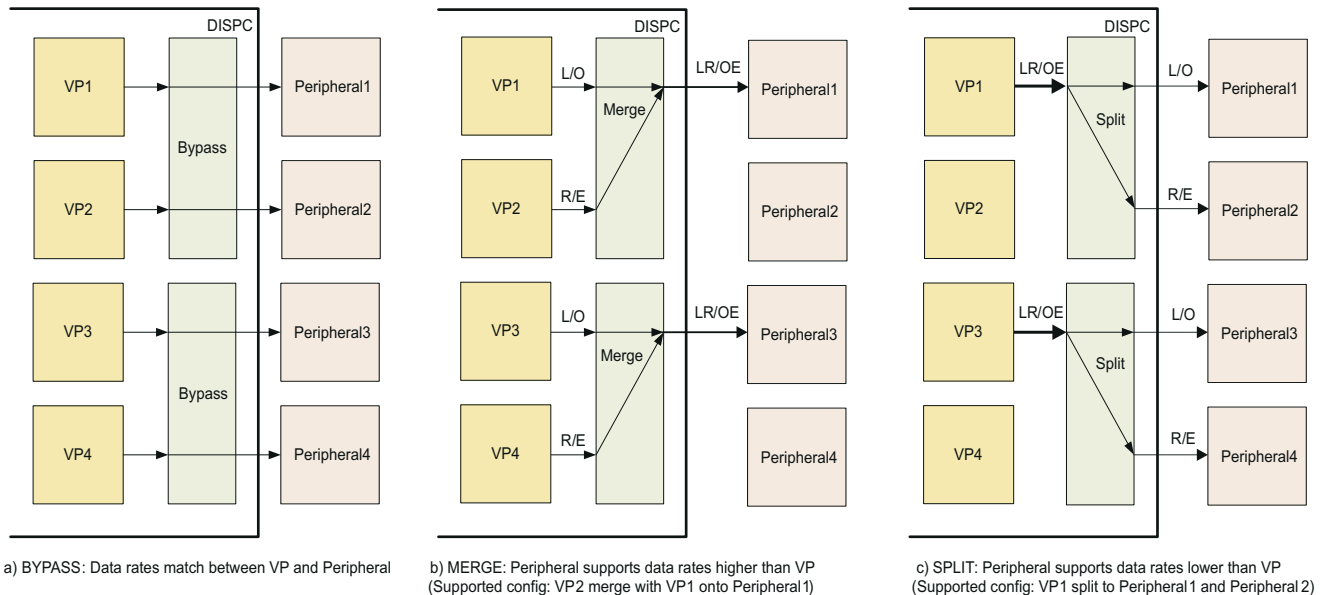 DISPC
VP1
Peripheral1
Bypass
VP2
Peripheral2
VP3
Peripheral3
Bypass
VP4
Peripheral4
a) BYPASS: Data rates match between VP and Peripheral
DISPC
VP1
L/O
LR/OE
Peripheral1
Merge
VP2
R/E
Peripheral2
VP3
L/O
LR/OE
Peripheral3
Merge
VP4
R/E
Peripheral4
b) MERGE: Peripheral supports data rates higher than VP
(Supported config: VP2 merge with VP1 onto Peripheral1)
DISPC
VP1
LR/OE
L/O
Peripheral1
Split
VP2
R/E
Peripheral2
VP3
LR/OE
L/O
Peripheral3
Split
VP4
R/E
Peripheral4
c) SPLIT: Peripheral supports data rates lower than VP
(Supported config: VP1 split to Peripheral1 and Peripheral2)